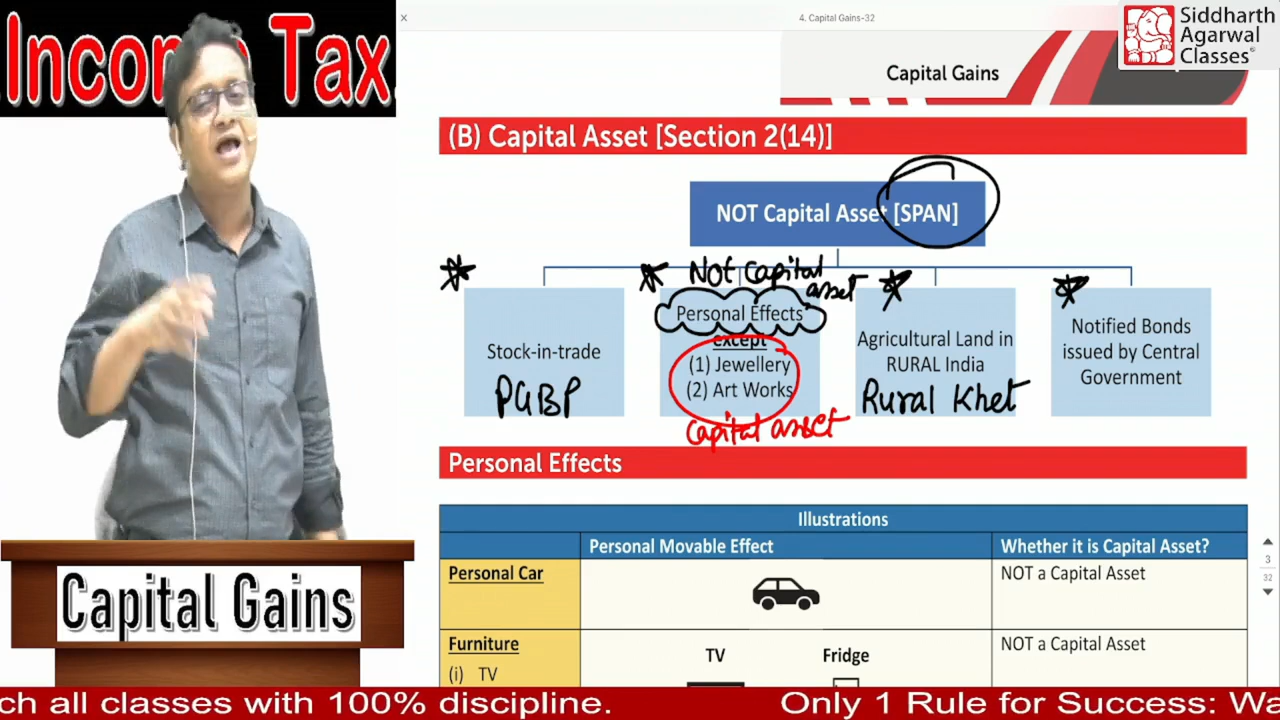 Income Tax.
×
4. Capital Gains-32
Siddharth
Agarwal
Classes
Capital Gains
(B) Capital Asset [Section 2(14)]
NOT Capital Asset [SPAN]
Not Capital
asset
Stock-in-trade
PGBP
Personal Effects
except
(1) Jewellery
(2) Art Works
Capital asset
Agricultural Land in
RURAL India
Rural Khet
Notified Bonds
issued by Central
Government
Personal Effects
Illustrations
Personal Movable Effect
Whether it is Capital Asset?
Personal Car
NOT a Capital Asset
Furniture
(i) TV
TV
Fridge
NOT a Capital Asset
3
32
Capital Gains
ch all classes with 100% discipline.
Only 1 Rule for Success: Wa